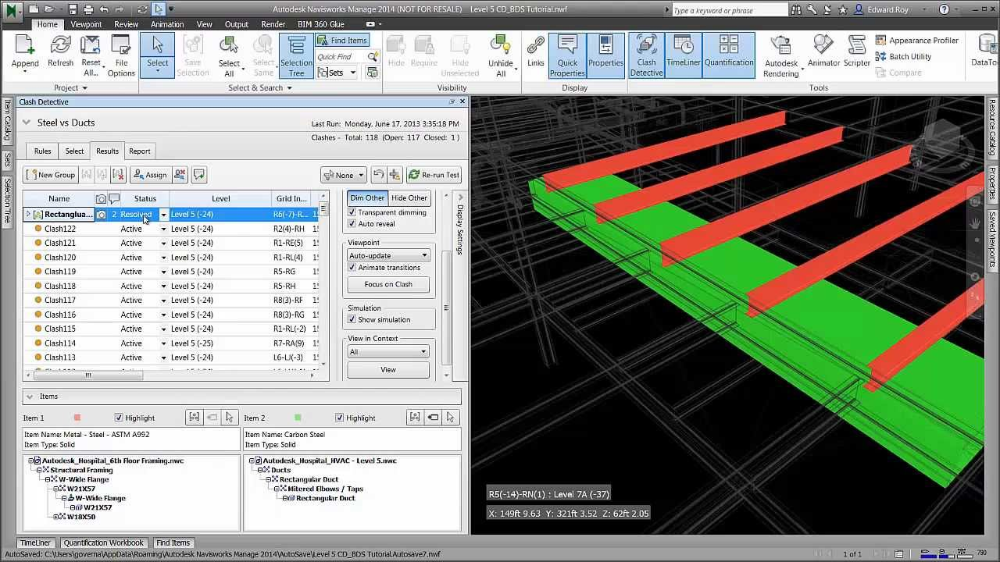 Autodesk Navisworks Manage 2014 (NOT FOR RESALE) Level 5 CD_BDS Tutorial.nwf
Type a keyword or phrase
Edward.Roy
Home Viewpoint Review Animation View Output Render BIM 360 Glue
Append Refresh Reset All... File Options
Select Save Selection Select All Select Same Selection Tree
Find Items
Quick Find
Sets
Hide Require Hide Unselected Unhide All
Links Quick Properties Properties
Clash Detective TimeLiner Quantification
Autodesk Rendering Animator Scripter
Appearance Profiler
Batch Utility
Compare
DataTo
Project Select & Search Visibility Display Tools
Item Catalog
Sets
Selection Tree
Clash Detective
Steel vs Ducts
Last Run: Monday, June 17, 2013 3:35:18 PM
Clashes - Total: 118 (Open: 117 Closed: 1)
Rules Select Results Report
New Group Assign None Re-run Test
Name Status Level Grid In...
Rectangua... 2 Resolved Level 5 (-24) R6(-7)-R... 15
Clash122 Active Level 5 (-24) R2(4)-RH 15
Clash121 Active Level 5 (-24) R1-RE(5) 15
Clash120 Active Level 5 (-24) R1-RL(4) 15
Clash119 Active Level 5 (-24) R5-RG 15
Clash118 Active Level 5 (-24) R5-RH 15
Clash117 Active Level 5 (-24) R8(3)-RF 15
Clash116 Active Level 5 (-24) R8(3)-RG 15
Clash115 Active Level 5 (-24) R1-RL(-2) 15
Clash114 Active Level 5 (-25) R7-RA(9) 15
Clash113 Active Level 5 (-24) L6-LJ(-3) 15
Dim Other Hide Other
Transparent dimming
Auto reveal
Viewpoint
Auto-update
Animate transitions
Focus on Clash
Simulation
Show simulation
View in Context
All
View
Display Settings
Items
Item 1 Highlight
Item 2 Highlight
Item Name: Metal - Steel - ASTM A992
Item Type: Solid
Item Name: Carbon Steel
Item Type: Solid
Autodesk_Hospital_6th Floor Framing.nwc
Structural Framing
W-Wide Flange
W21X57
W-Wide Flange
W21X57
W18X50
Autodesk_Hospital_HVAC - Level 5.nwc
Ducts
Rectangular Duct
Mitered Elbows / Taps
Rectangular Duct
R5(-14)-RN(1) : Level 7A (-37)
X: 149ft 9.63 Y: 321ft 3.52 Z: 62ft 2.05
Resource Catalog
Properties
Saved Viewpoints
TimeLiner Quantification Workbook Find Items
AutoSaved: C:\Users\governa\AppData\Roaming\Autodesk Navisworks Manage 2014\AutoSave\Level 5 CD_BDS Tutorial.Autosave7.nwf
1 of 1
790